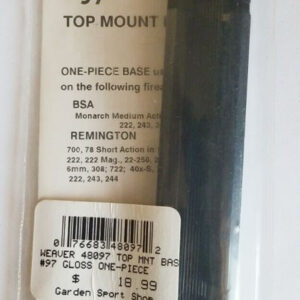 97
TOP MOUNT
ONE-PIECE BASE
on the following
BSA
Monarch Medium
222, 243,
REMINGTON
700, 78 Short Action in
222, 222 Mag., 22-250,
6mm, 308; 722; 40x-S,
222, 243, 244
0 76683 48097 2
WEAVER 48097 TOP MNT BAS
#97 GLOSS ONE-PIECE
$ 18.99
Garden Sport Shop